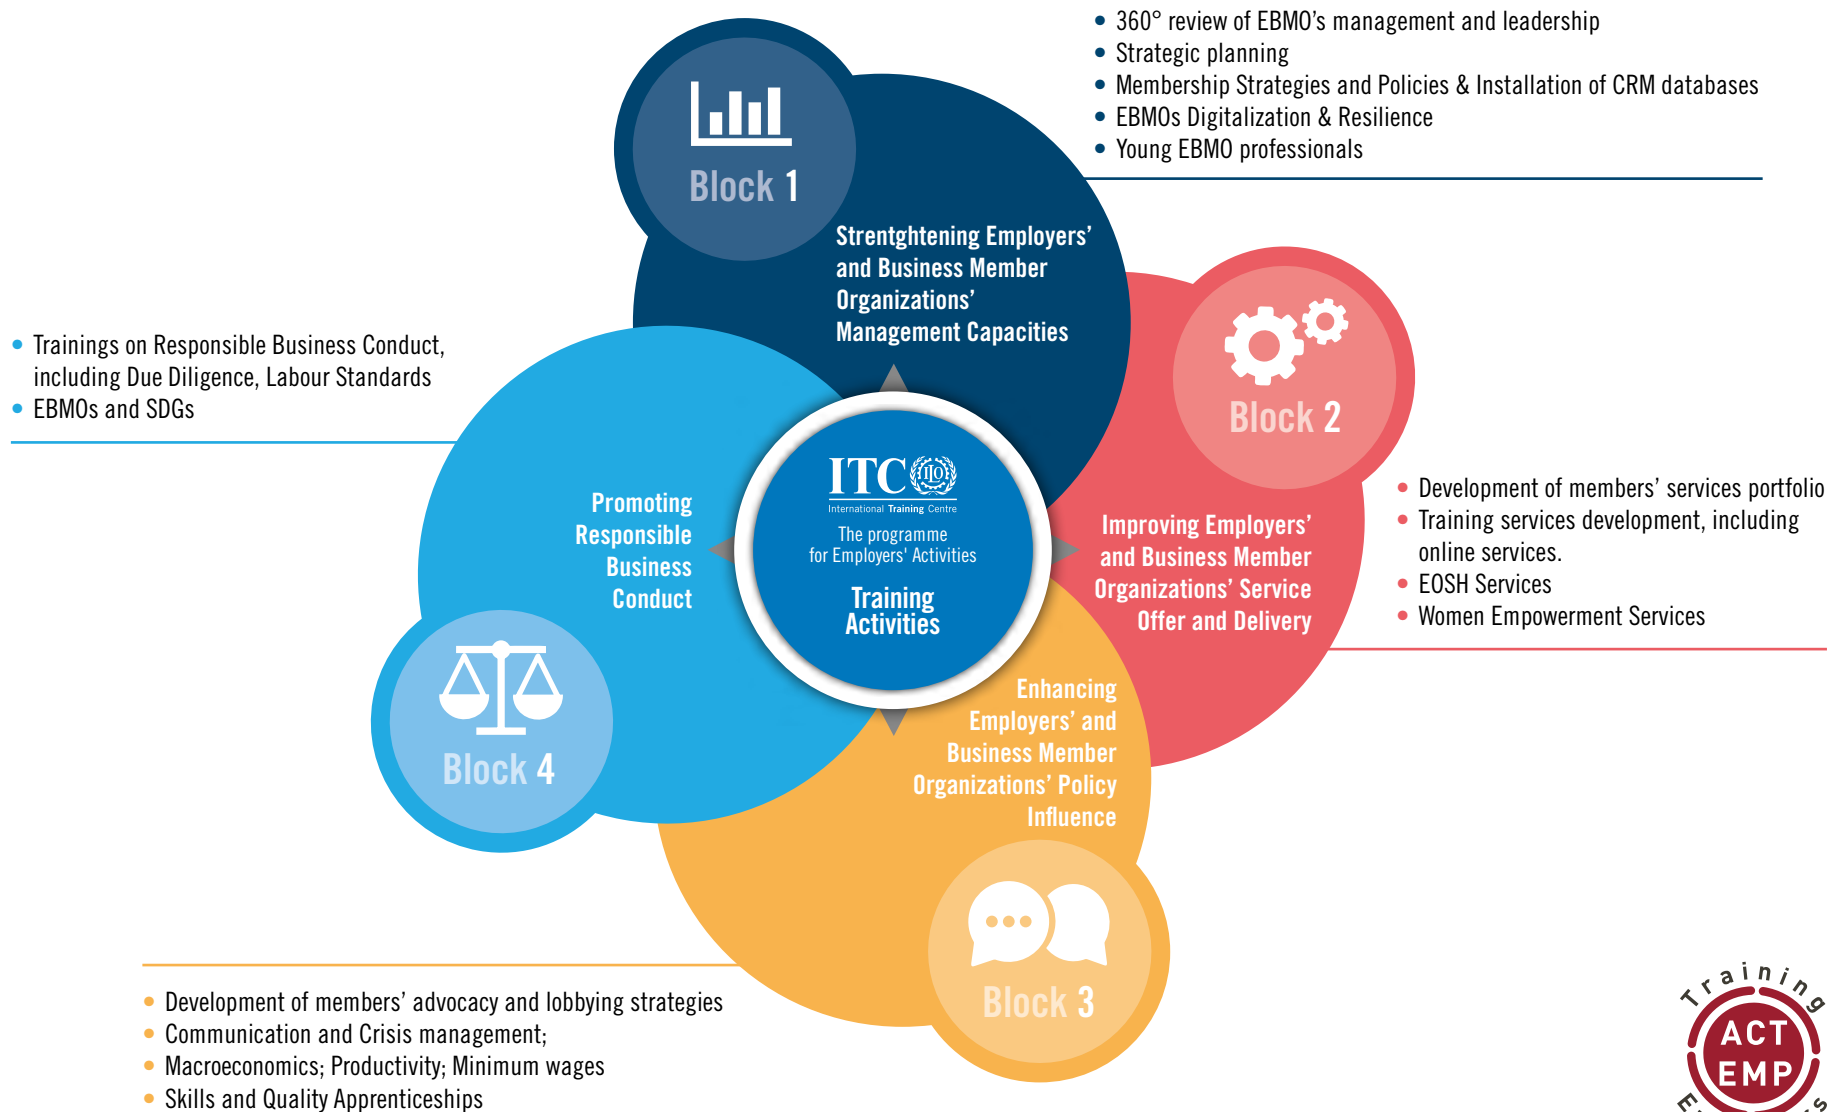 • 360° review of EBMO’s management and leadership
• Strategic planning
• Membership Strategies and Policies & Installation of CRM databases
• EBMOs Digitalization & Resilience
• Young EBMO professionals
Block 1
Strentghtening Employers’
and Business Member
Organizations’
Management Capacities
Block 2
Improving Employers’
and Business Member
Organizations’ Service
Offer and Delivery
• Development of members’ services portfolio
• Training services development, including
online services.
• EOSH Services
• Women Empowerment Services
• Trainings on Responsible Business Conduct,
including Due Diligence, Labour Standards
• EBMOs and SDGs
Promoting
Responsible
Business
Conduct
Block 4
ITC ILO
International Training Centre
The programme
for Employers' Activities
Training
Activities
Enhancing
Employers’ and
Business Member
Organizations’ Policy
Influence
Block 3
• Development of members’ advocacy and lobbying strategies
• Communication and Crisis management;
• Macroeconomics; Productivity; Minimum wages
• Skills and Quality Apprenticeships
Training
ACT
EMP